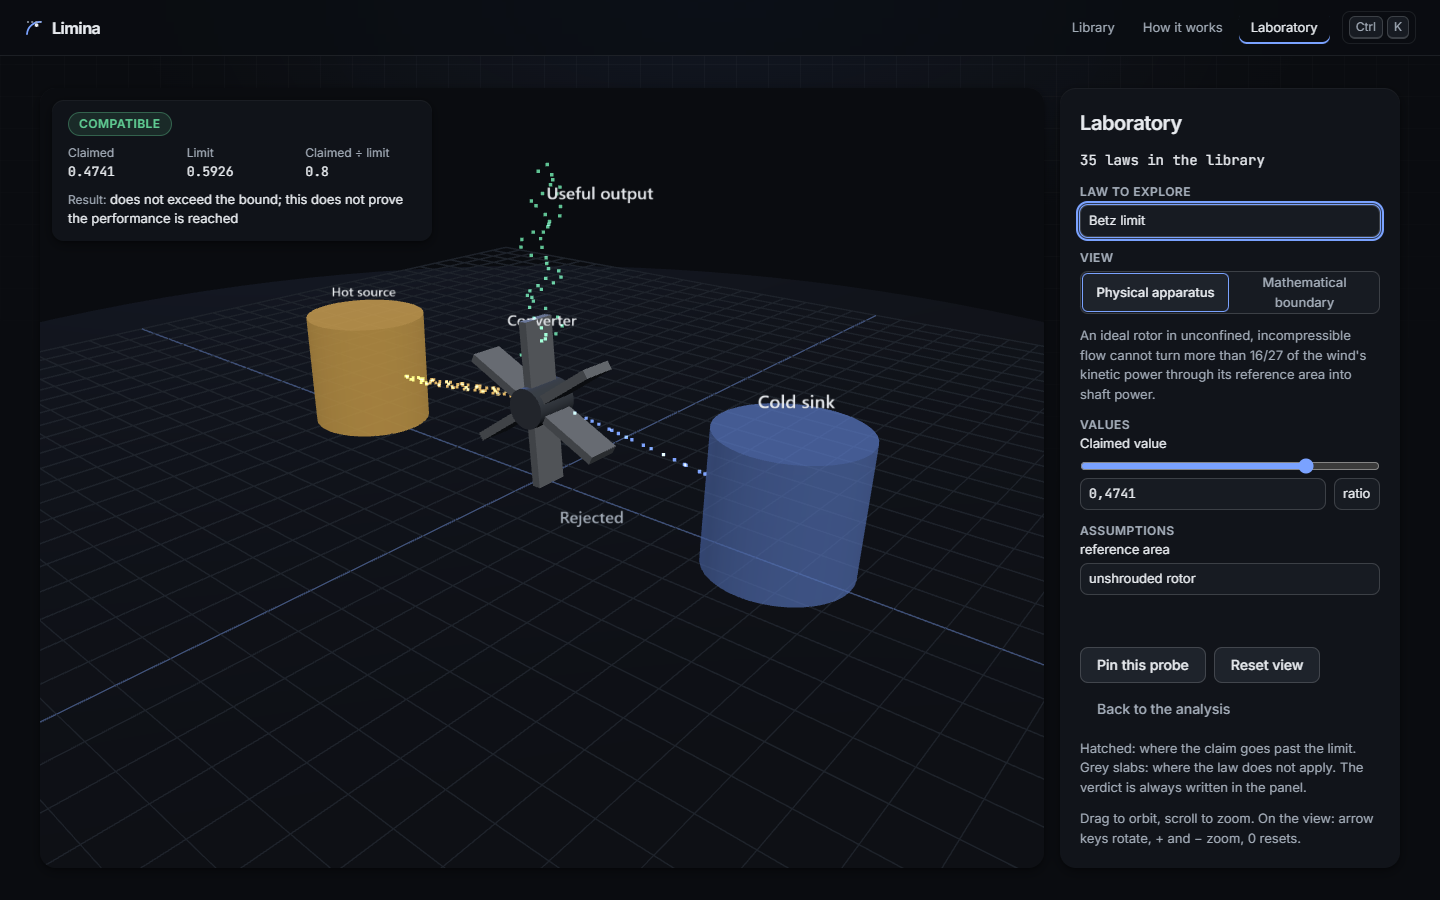 Limina
Library
How it works
Laboratory
Ctrl
K
COMPATIBLE
Claimed
Limit
Claimed ÷ limit
0.4741
0.5926
0.8
Result: does not exceed the bound; this does not prove
the performance is reached
Useful output
Hot source
Converter
Cold sink
Rejected
Laboratory
35 laws in the library
LAW TO EXPLORE
Betz limit
VIEW
Physical apparatus
Mathematical
boundary
An ideal rotor in unconfined, incompressible
flow cannot turn more than 16/27 of the wind's
kinetic power through its reference area into
shaft power.
VALUES
Claimed value
0,4741
ratio
ASSUMPTIONS
reference area
unshrouded rotor
Pin this probe
Reset view
Back to the analysis
Hatched: where the claim goes past the limit.
Grey slabs: where the law does not apply. The
verdict is always written in the panel.
Drag to orbit, scroll to zoom. On the view: arrow
keys rotate, + and − zoom, 0 resets.